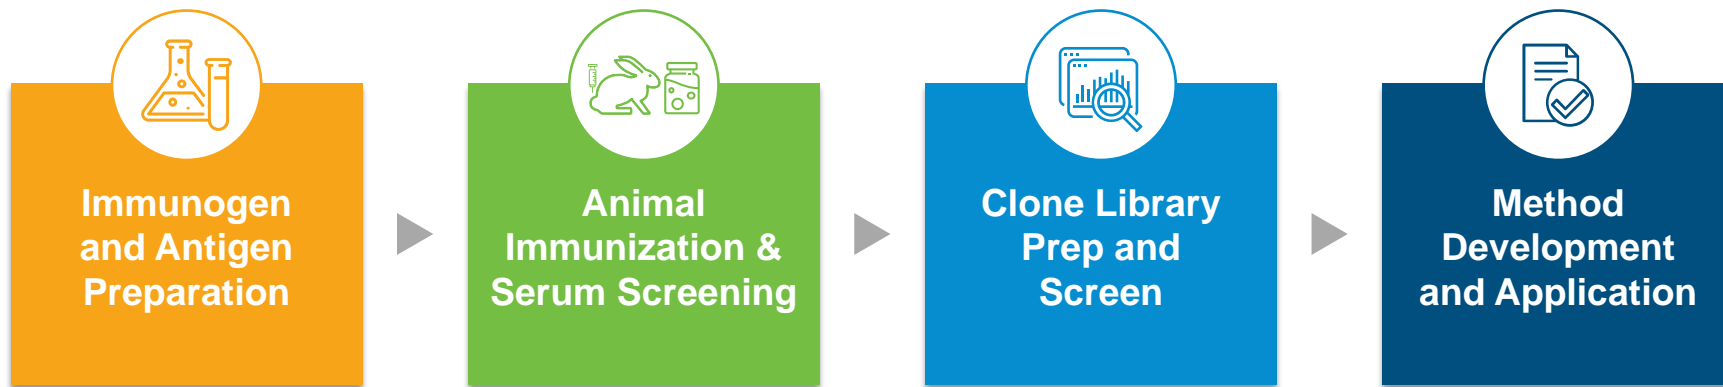 Immunogen
and Antigen
Preparation
Animal
Immunization &
Serum Screening
Clone Library
Prep and
Screen
Method
Development
and Application